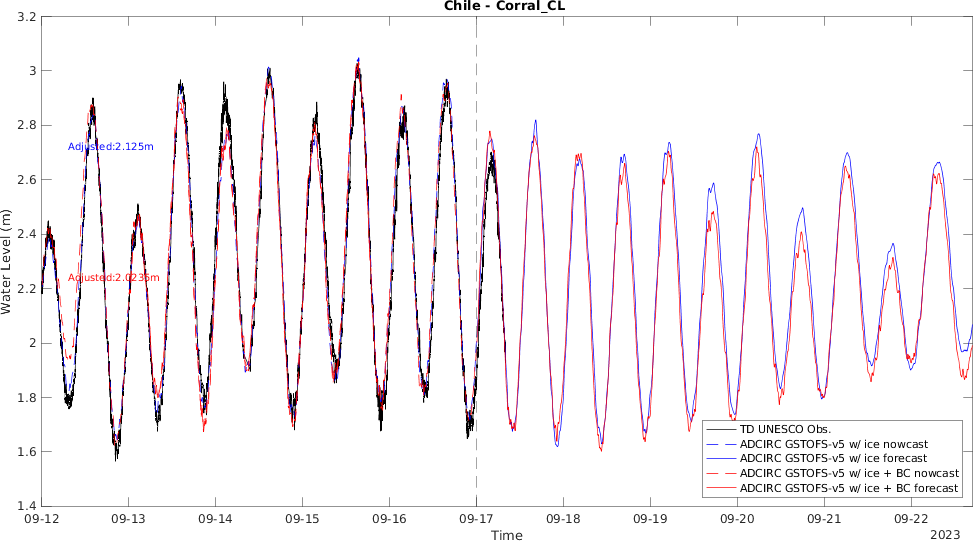 Chile - Corral_CL
3.2
3
2.8
2.6
2.4
2.2
2
1.8
1.6
1.4
Water Level (m)
Adjusted:2.125m
Adjusted:2.0236m
TD UNESCO Obs.
ADCIRC GSTOFS-v5 w/ ice nowcast
ADCIRC GSTOFS-v5 w/ ice forecast
ADCIRC GSTOFS-v5 w/ ice + BC nowcast
ADCIRC GSTOFS-v5 w/ ice + BC forecast
09-12 09-13 09-14 09-15 09-16 09-17 09-18 09-19 09-20 09-21 09-22
2023
Time